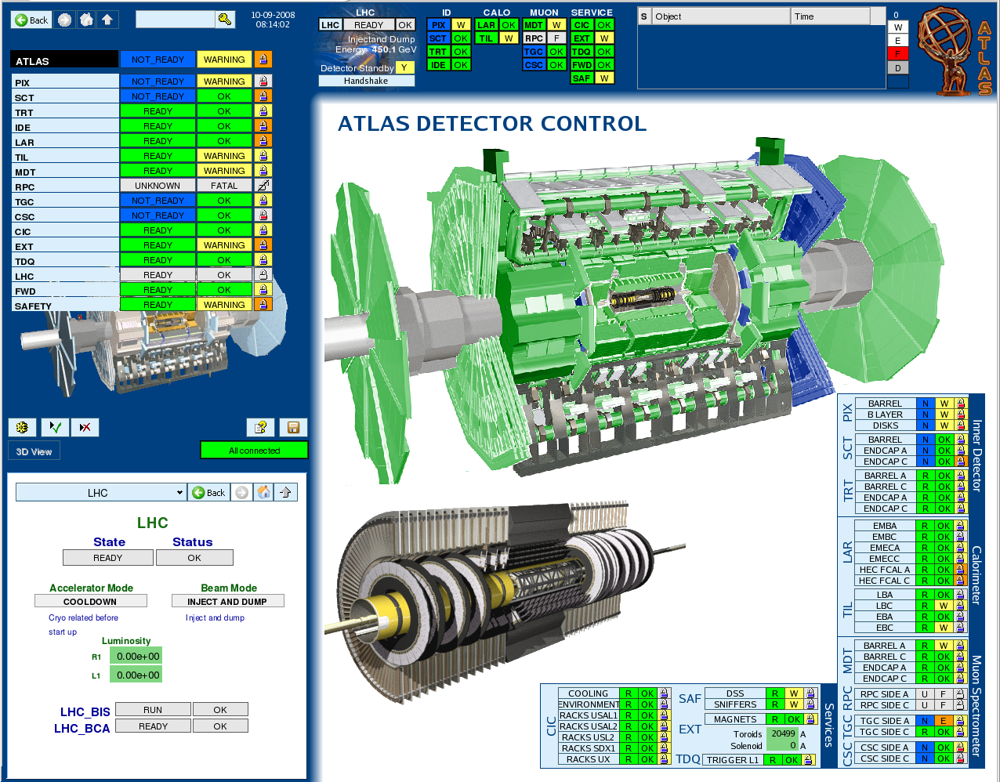 Back
10-09-2008
08:14:02
ATLAS NOT_READY WARNING
PIX NOT_READY WARNING
SCT NOT_READY OK
TRT READY OK
IDE READY OK
LAR READY OK
TIL READY WARNING
MDT READY WARNING
RPC UNKNOWN FATAL
TGC NOT_READY OK
CSC NOT_READY OK
CIC READY OK
EXT READY WARNING
TDQ READY OK
LHC READY OK
FWD READY OK
SAFETY READY WARNING
3D View
All connected
LHC
LHC READY OK
Injectand Dump
Energy 450.1 GeV
Detector Standby Y
Handshake
ID CALO MUON SERVICE
PIX W LAR OK MDT W CIC OK
SCT OK TIL W RPC F EXT W
TRT OK TGC OK TDQ OK
IDE OK CSC OK FWD OK
SAF W
S Object Time
0
W
E
F
D
ATLAS
ATLAS DETECTOR CONTROL
LHC Back
LHC
State Status
READY OK
Accelerator Mode Beam Mode
COOLDOWN INJECT AND DUMP
Cryo related before Inject and dump
start up
Luminosity
R1 0.00e+00
L1 0.00e+00
LHC_BIS RUN OK
LHC_BCA READY OK
Inner Detector
PIX
BARREL N W
B LAYER N W
DISKS N W
SCT
BARREL N OK
ENDCAP A N OK
ENDCAP C N OK
TRT
BARREL A R OK
BARREL C R OK
ENDCAP A R OK
ENDCAP C R OK
Calorimeter
LAR
EMBA R OK
EMBC R OK
EMECA R OK
EMECC R OK
HEC FCAL A R OK
HEC FCAL C R OK
TIL
LBA R OK
LBC R W
EBA R OK
EBC R W
Muon Spectrometer
MDT
BARREL A R W
BARREL C R OK
ENDCAP A R OK
ENDCAP C R OK
RPC
RPC SIDE A U F
RPC SIDE C U F
TGC
TGC SIDE A N E
TGC SIDE C R OK
CSC
CSC SIDE A N OK
CSC SIDE C N OK
Services
CIC
COOLING R OK
ENVIRONMENT R OK
RACKS USAL1 R OK
RACKS USAL2 R OK
RACKS USL2 R OK
RACKS SDX1 R OK
RACKS UX R OK
SAF
DSS R W
SNIFFERS R W
EXT
MAGNETS R OK
Toroids 20499 A
Solenoid 0 A
TDQ
TRIGGER L1 R OK